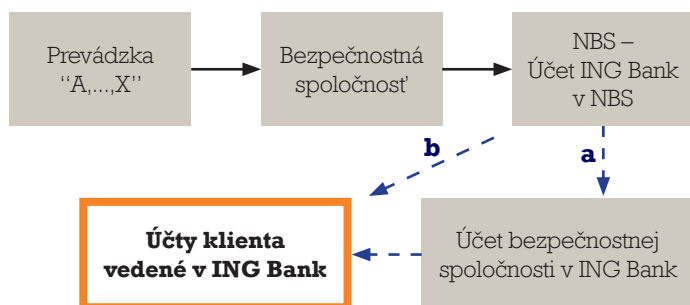 Prevádzka
“A,...,X”
Bezpečnostná
spoločnosť
NBS –
Účet ING Bank
v NBS
b
a
Účty klienta
vedené v ING Bank
Účet bezpečnostnej
spoločnosti v ING Bank